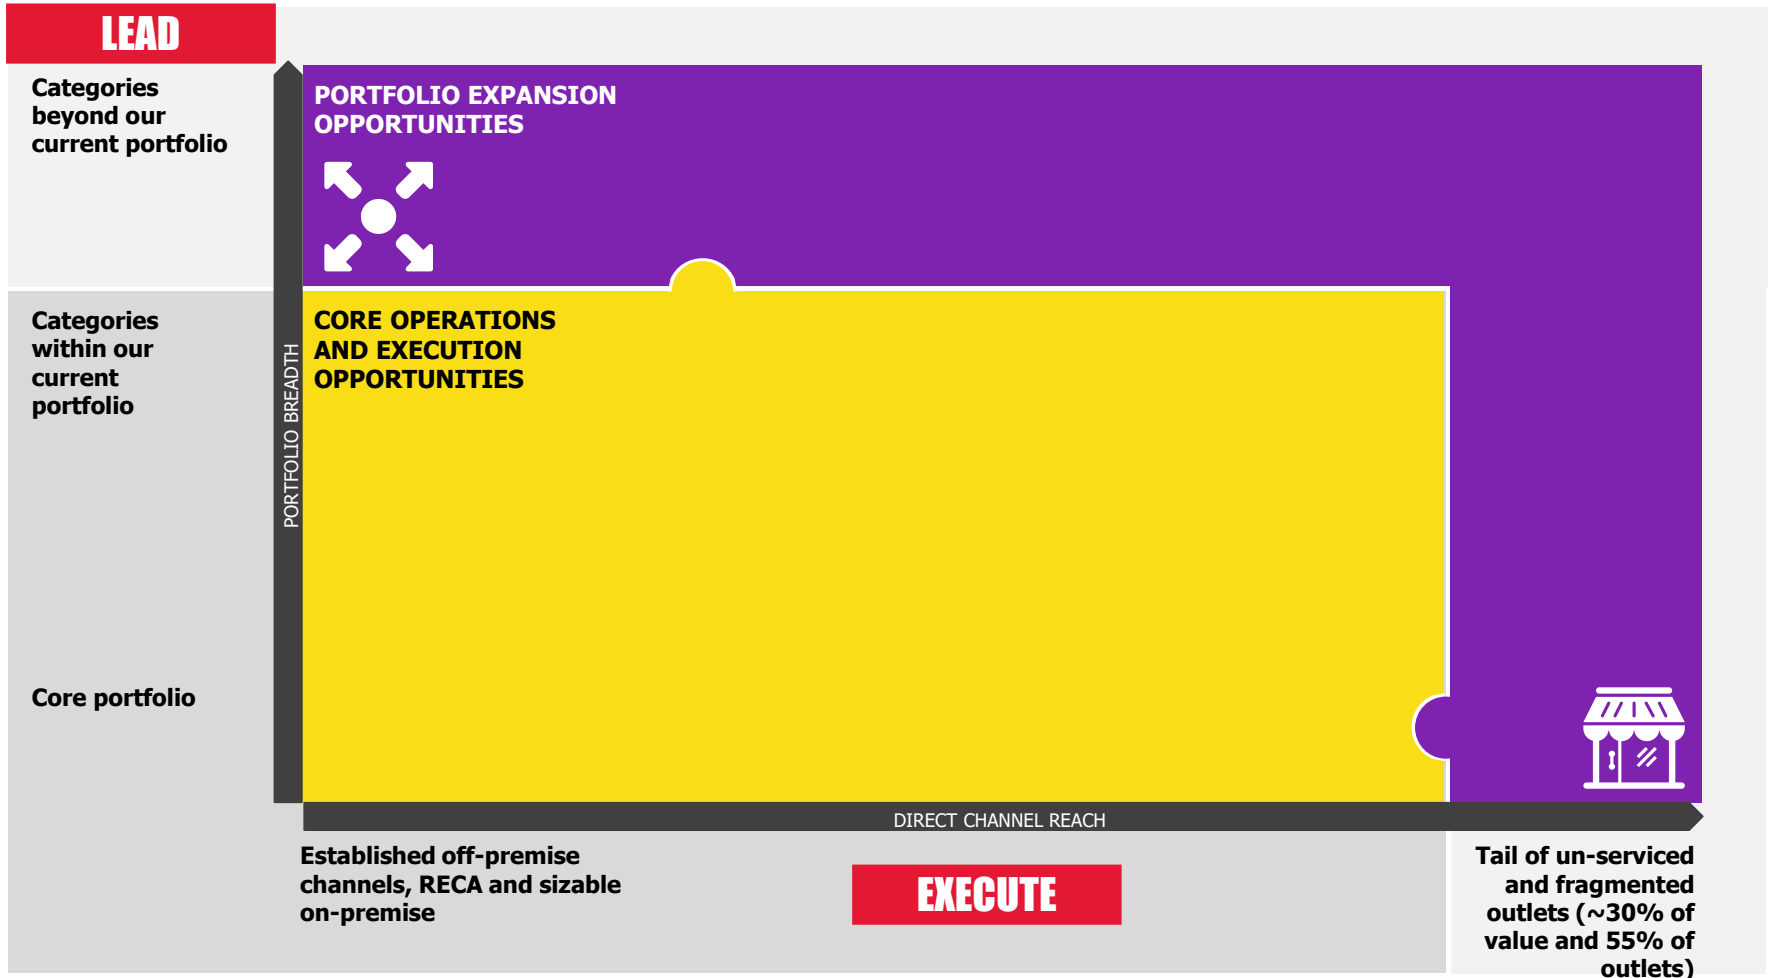 LEAD
Categories
beyond our
current portfolio
PORTFOLIO EXPANSION
OPPORTUNITIES
Categories
within our
current
portfolio
CORE OPERATIONS
AND EXECUTION
OPPORTUNITIES
PORTFOLIO BREADTH
Core portfolio
DIRECT CHANNEL REACH
Established off-premise
channels, RECA and sizable
on-premise
EXECUTE
Tail of un-serviced
and fragmented
outlets (~30% of
value and 55% of
outlets)